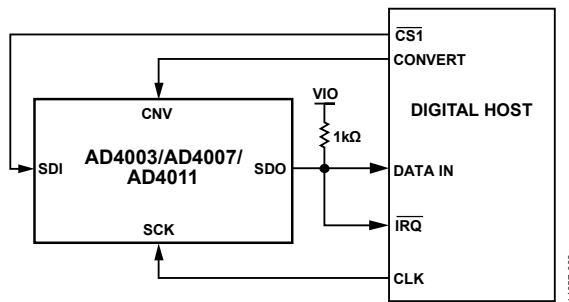 CS1
CONVERT
VIO
DIGITAL HOST
CNV
1kΩ
AD4003/AD4007/
AD4011
SDI
SDO
DATA IN
IRQ
SCK
CLK